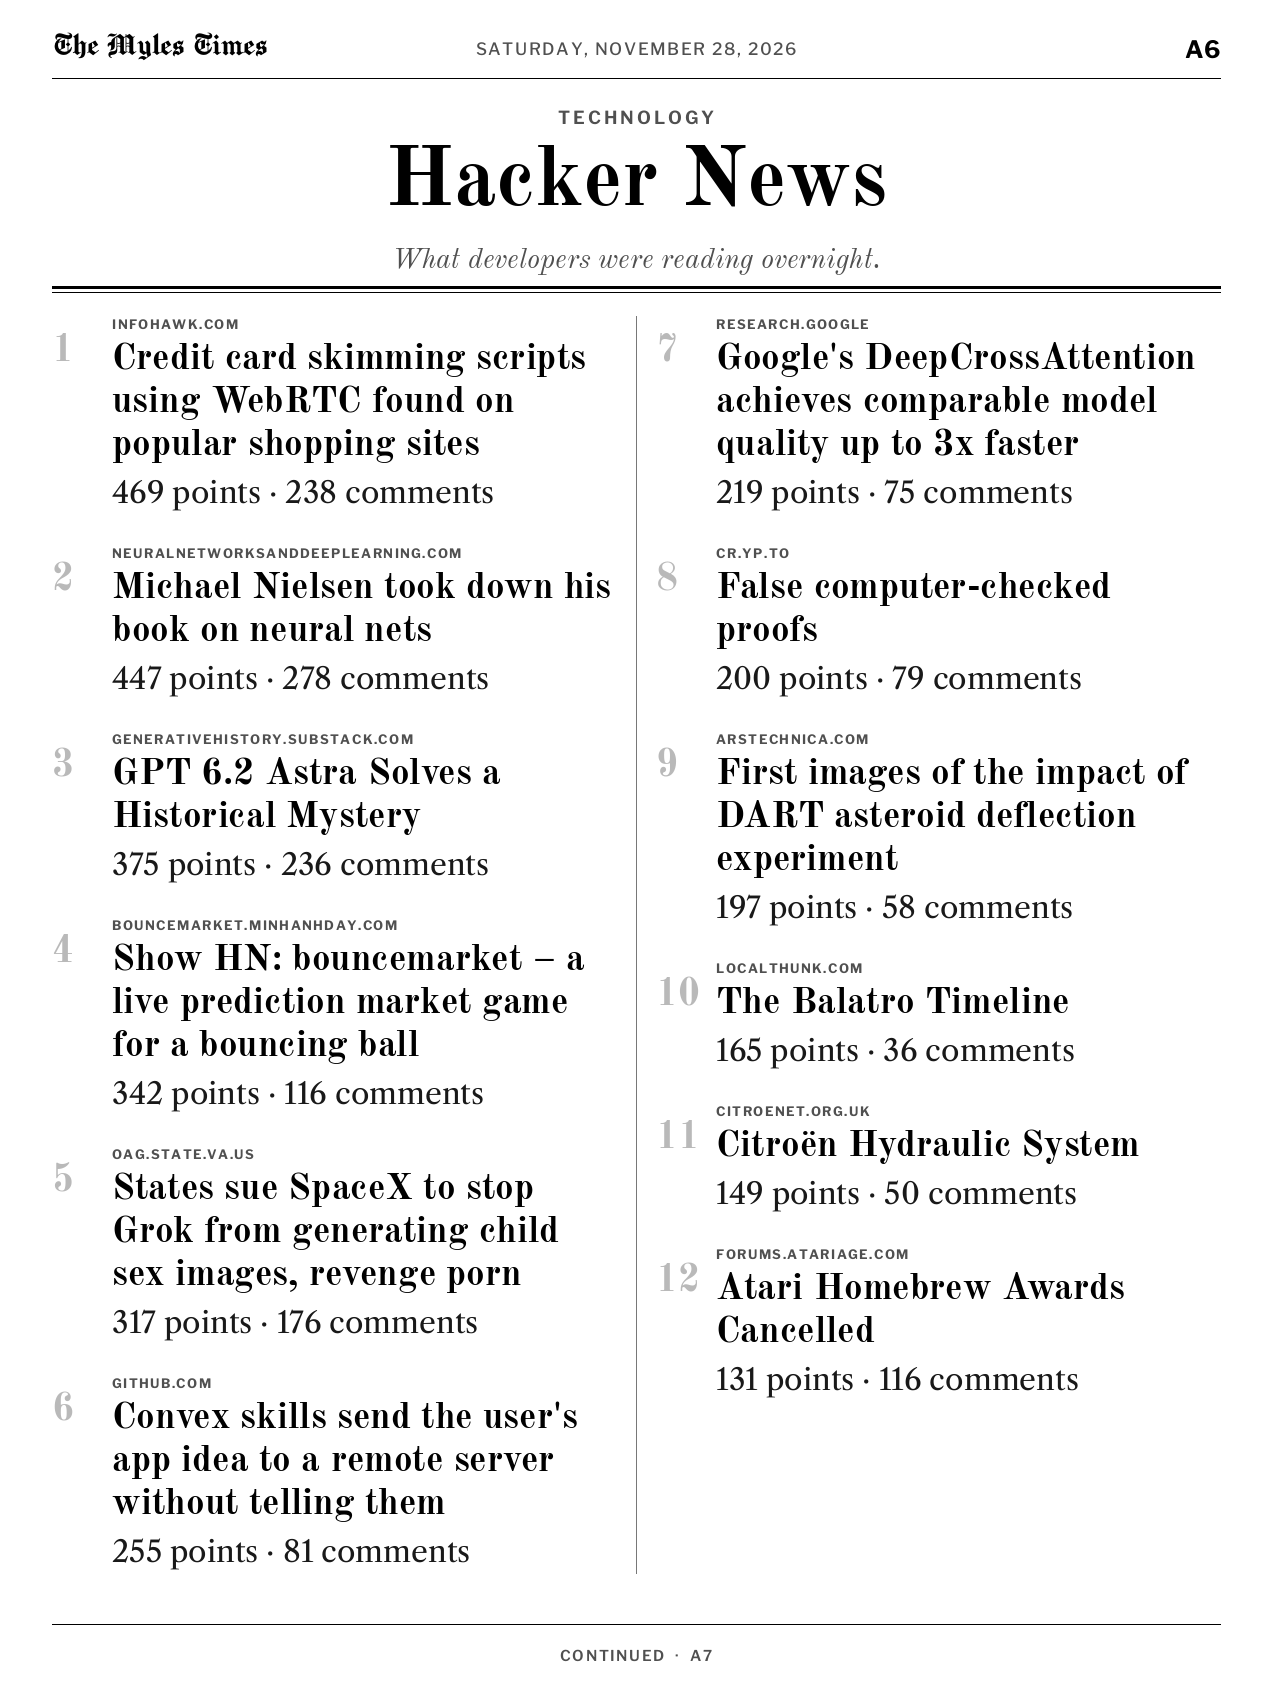 The Myles Times
SATURDAY, NOVEMBER 28, 2026
A6
TECHNOLOGY
Hacker News
What developers were reading overnight.
1
INFOHAWK.COM
Credit card skimming scripts
using WebRTC found on
popular shopping sites
469 points · 238 comments
2
NEURALNETWORKSANDDEEPLEARNING.COM
Michael Nielsen took down his
book on neural nets
447 points · 278 comments
3
GENERATIVEHISTORY.SUBSTACK.COM
GPT 6.2 Astra Solves a
Historical Mystery
375 points · 236 comments
4
BOUNCEMARKET.MINHANHDAY.COM
Show HN: bouncemarket – a
live prediction market game
for a bouncing ball
342 points · 116 comments
5
OAG.STATE.VA.US
States sue SpaceX to stop
Grok from generating child
sex images, revenge porn
317 points · 176 comments
6
GITHUB.COM
Convex skills send the user's
app idea to a remote server
without telling them
255 points · 81 comments
7
RESEARCH.GOOGLE
Google's DeepCrossAttention
achieves comparable model
quality up to 3x faster
219 points · 75 comments
8
CR.YP.TO
False computer-checked
proofs
200 points · 79 comments
9
ARSTECHNICA.COM
First images of the impact of
DART asteroid deflection
experiment
197 points · 58 comments
10
LOCALTHUNK.COM
The Balatro Timeline
165 points · 36 comments
11
CITROENET.ORG.UK
Citroën Hydraulic System
149 points · 50 comments
12
FORUMS.ATARIAGE.COM
Atari Homebrew Awards
Cancelled
131 points · 116 comments
CONTINUED · A7